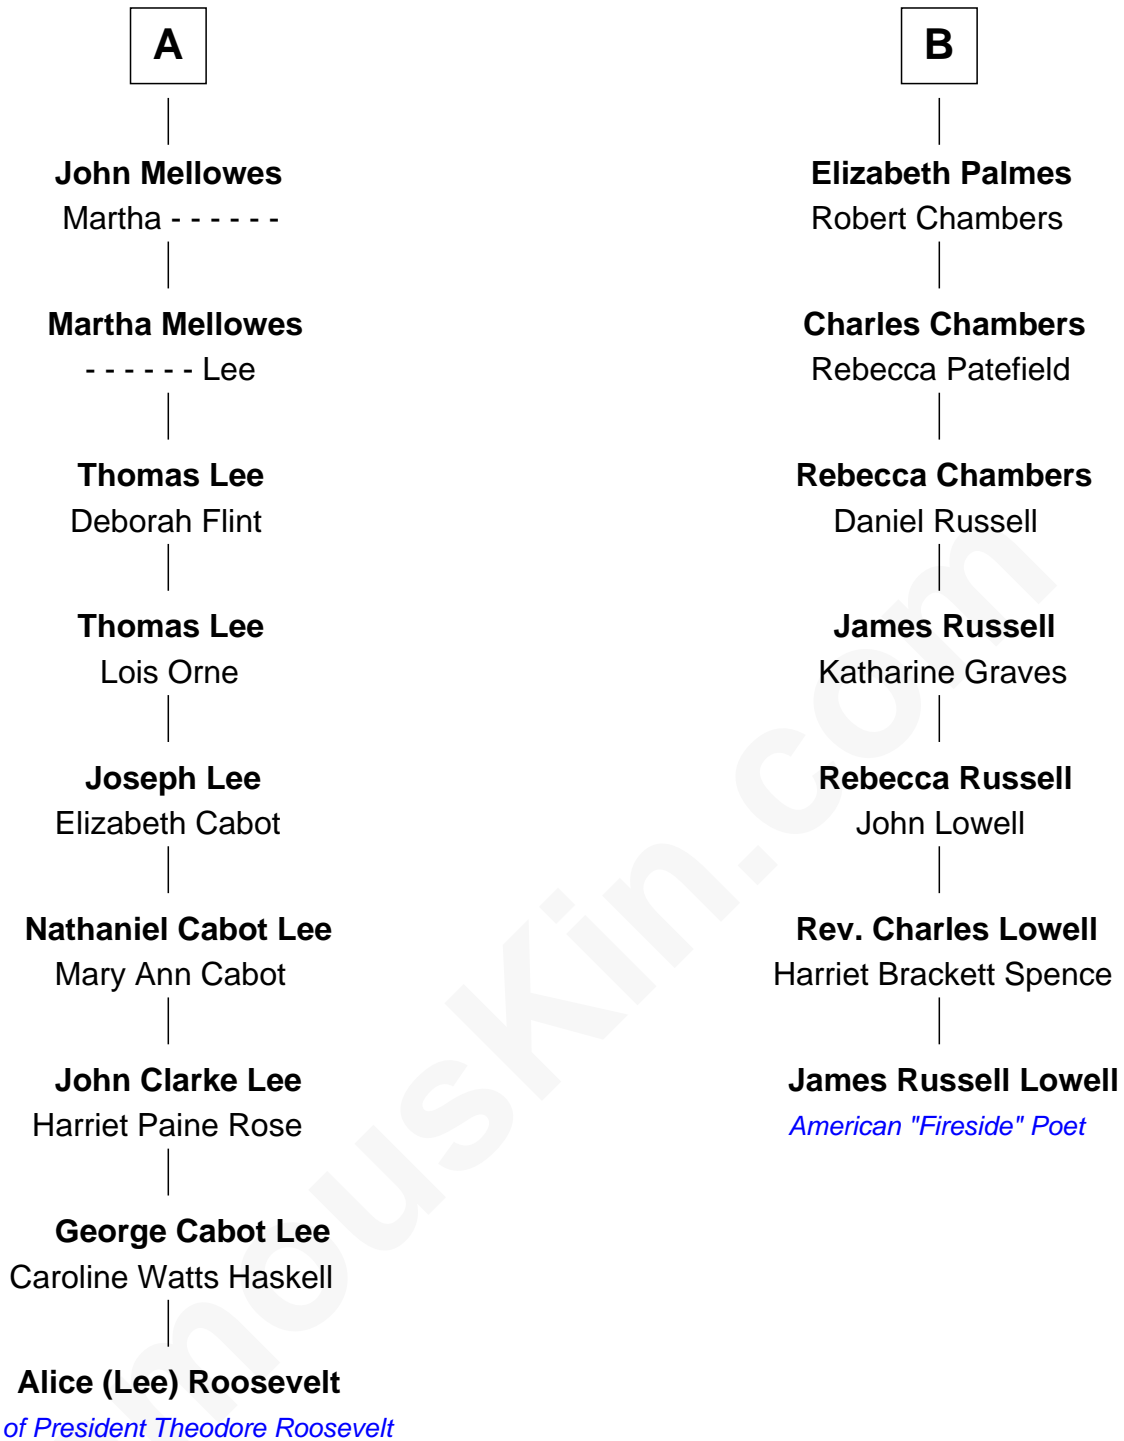 A
John Mellowes
Martha - - - - - -
Martha Mellowes
- - - - - - Lee
Thomas Lee
Deborah Flint
Thomas Lee
Lois Orne
Joseph Lee
Elizabeth Cabot
Nathaniel Cabot Lee
Mary Ann Cabot
John Clarke Lee
Harriet Paine Rose
George Cabot Lee
Caroline Watts Haskell
Alice (Lee) Roosevelt
of President Theodore Roosevelt
B
Elizabeth Palmes
Robert Chambers
Charles Chambers
Rebecca Patefield
Rebecca Chambers
Daniel Russell
James Russell
Katharine Graves
Rebecca Russell
John Lowell
Rev. Charles Lowell
Harriet Brackett Spence
James Russell Lowell
American "Fireside" Poet
mouskin.com